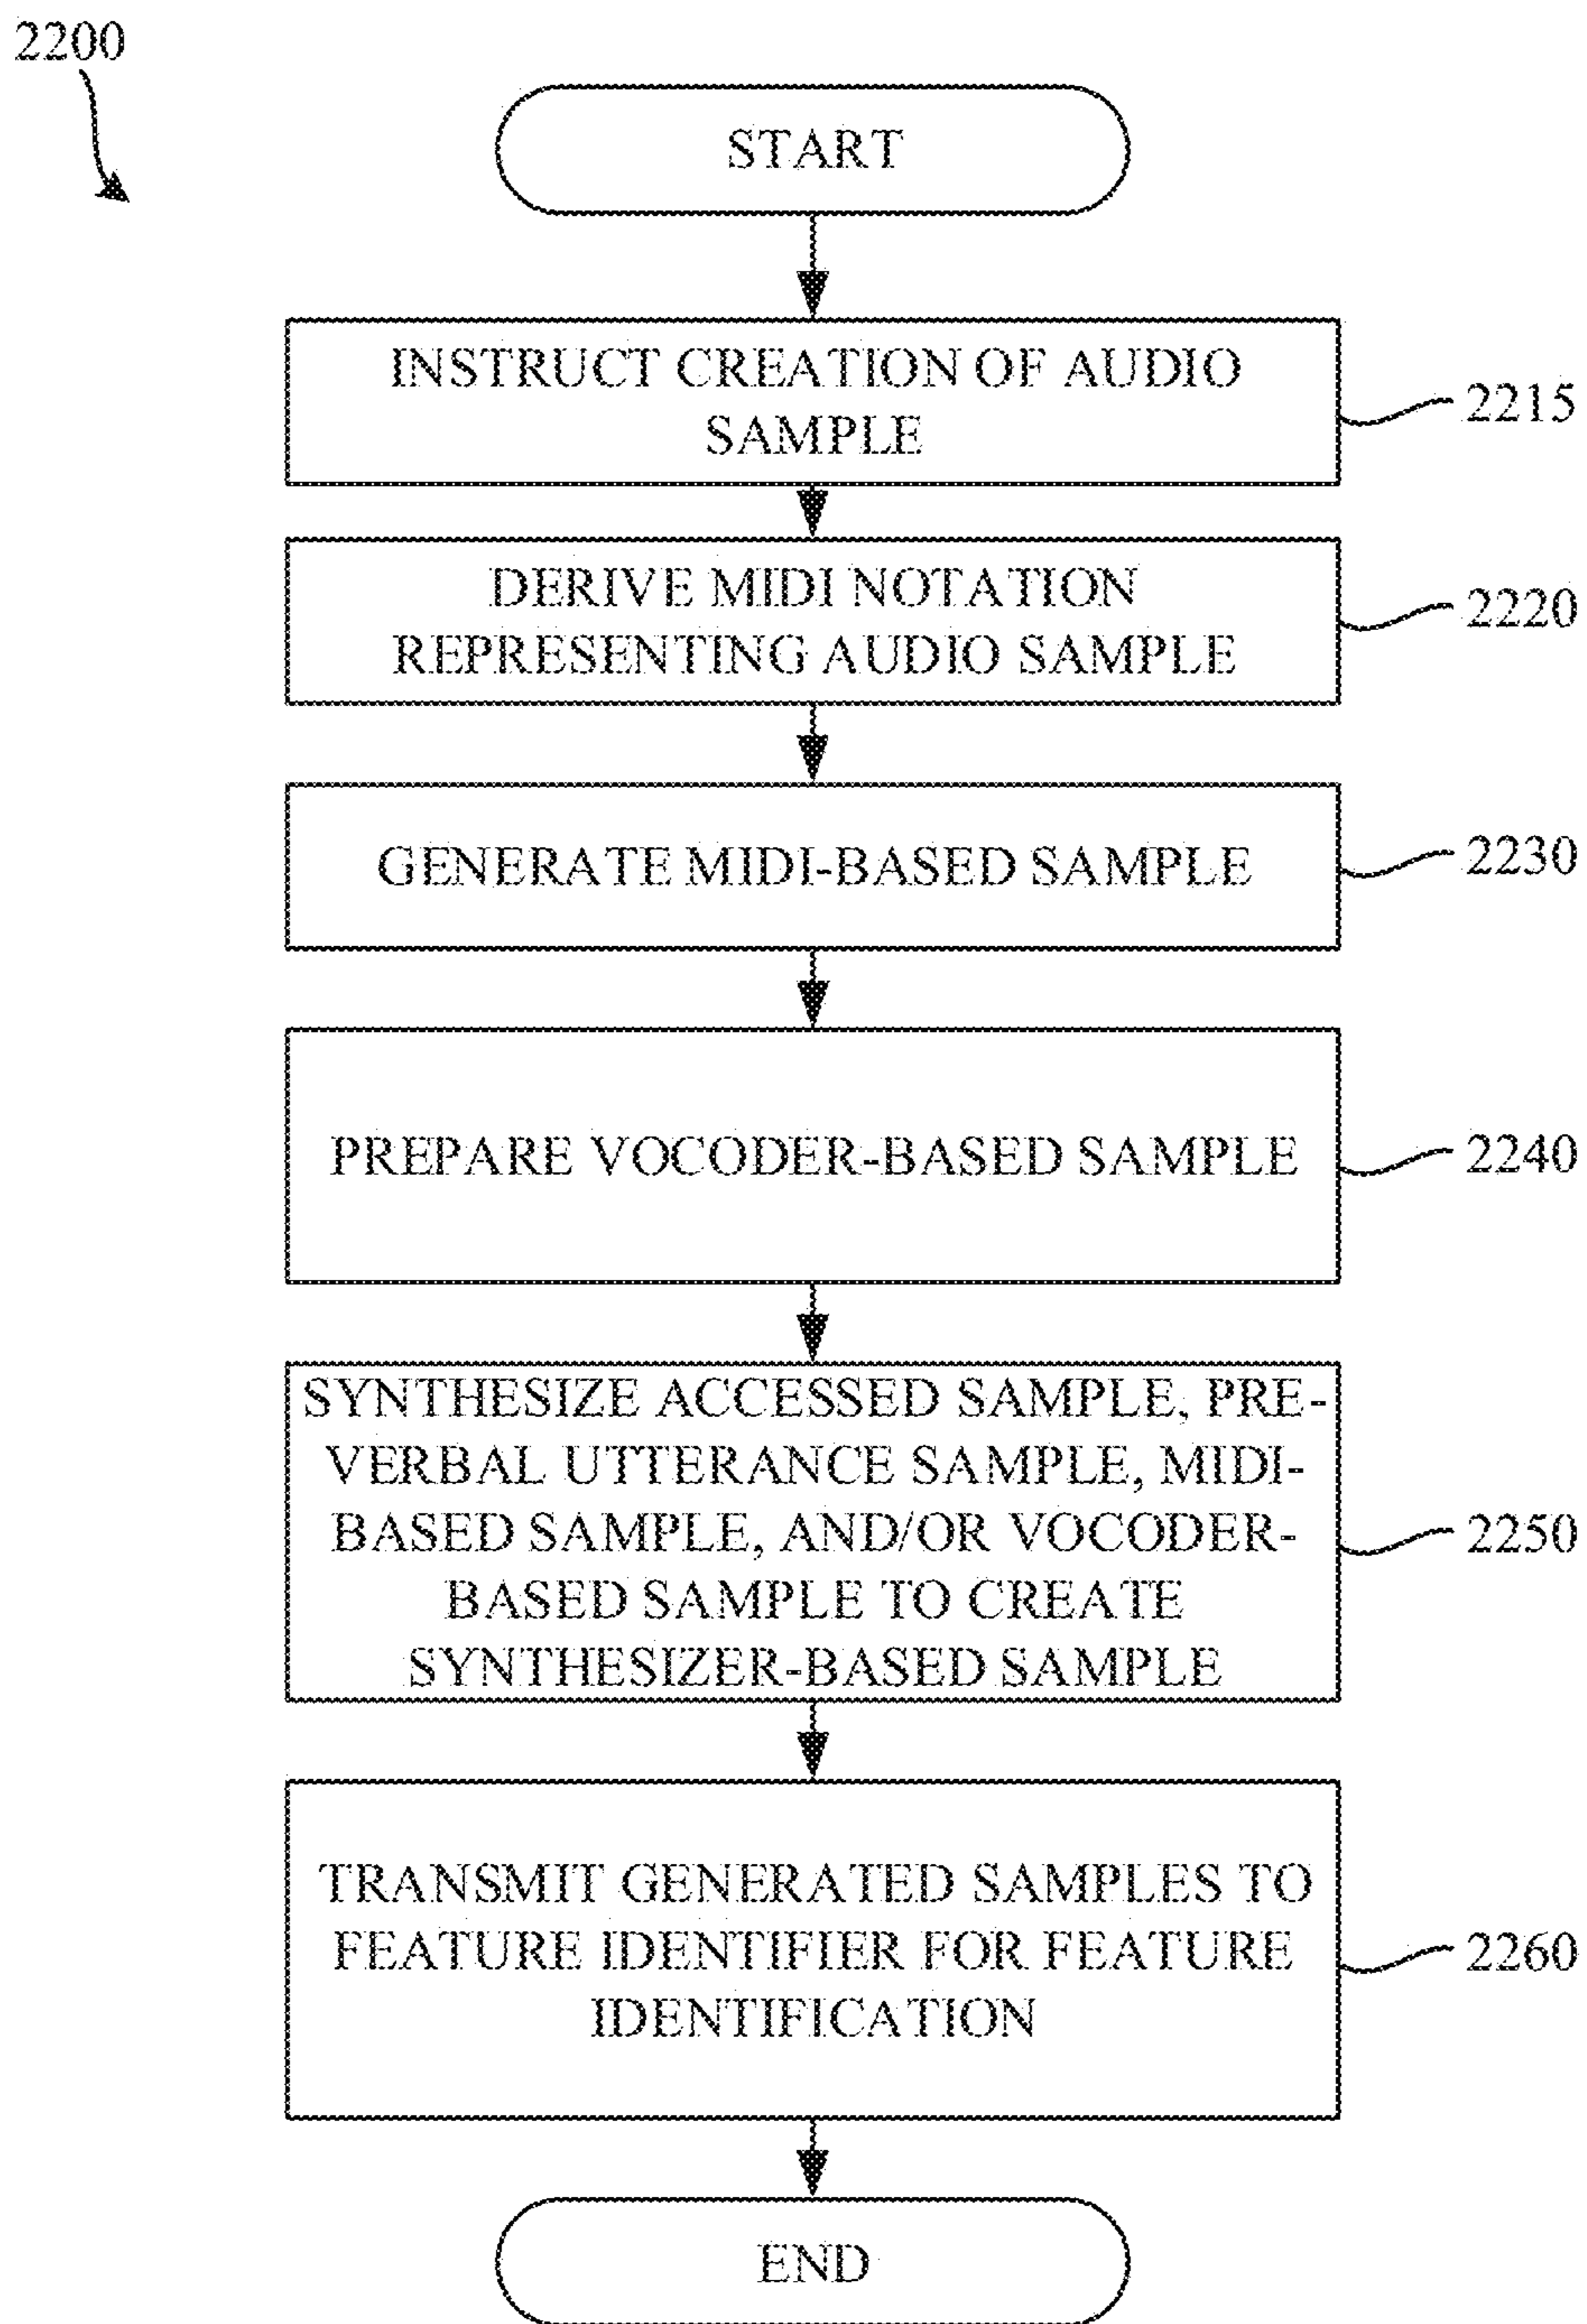 2200
START
INSTRUCT CREATION OF AUDIO
SAMPLE
2215
DERIVE MIDI NOTATION
REPRESENTING AUDIO SAMPLE
2220
GENERATE MIDI-BASED SAMPLE
2230
PREPARE VOCODER-BASED SAMPLE
2240
SYNTHESIZE ACCESSED SAMPLE, PRE-
VERBAL UTTERANCE SAMPLE, MIDI-
BASED SAMPLE, AND/OR VOCODER-
BASED SAMPLE TO CREATE
SYNTHESIZER-BASED SAMPLE
2250
TRANSMIT GENERATED SAMPLES TO
FEATURE IDENTIFIER FOR FEATURE
IDENTIFICATION
2260
END